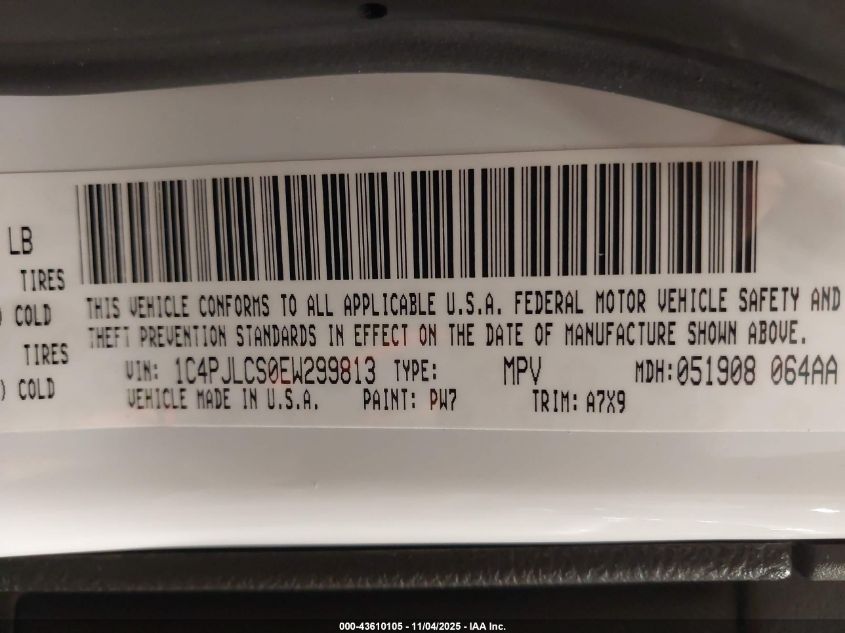 LB
TIRES
) COLD
THIS VEHICLE CONFORMS TO ALL APPLICABLE U.S.A. FEDERAL MOTOR VEHICLE SAFETY AND
THEFT PREVENTION STANDARDS IN EFFECT ON THE DATE OF MANUFACTURE SHOWN ABOVE.
TIRES
) COLD
VIN: 1C4PJLCS0EW299813 TYPE: MPV MDH:051908 064AA
VEHICLE MADE IN U.S.A. PAINT: PW7 TRIM: A7X9
000-43610105 - 11/04/2025 - IAA Inc.